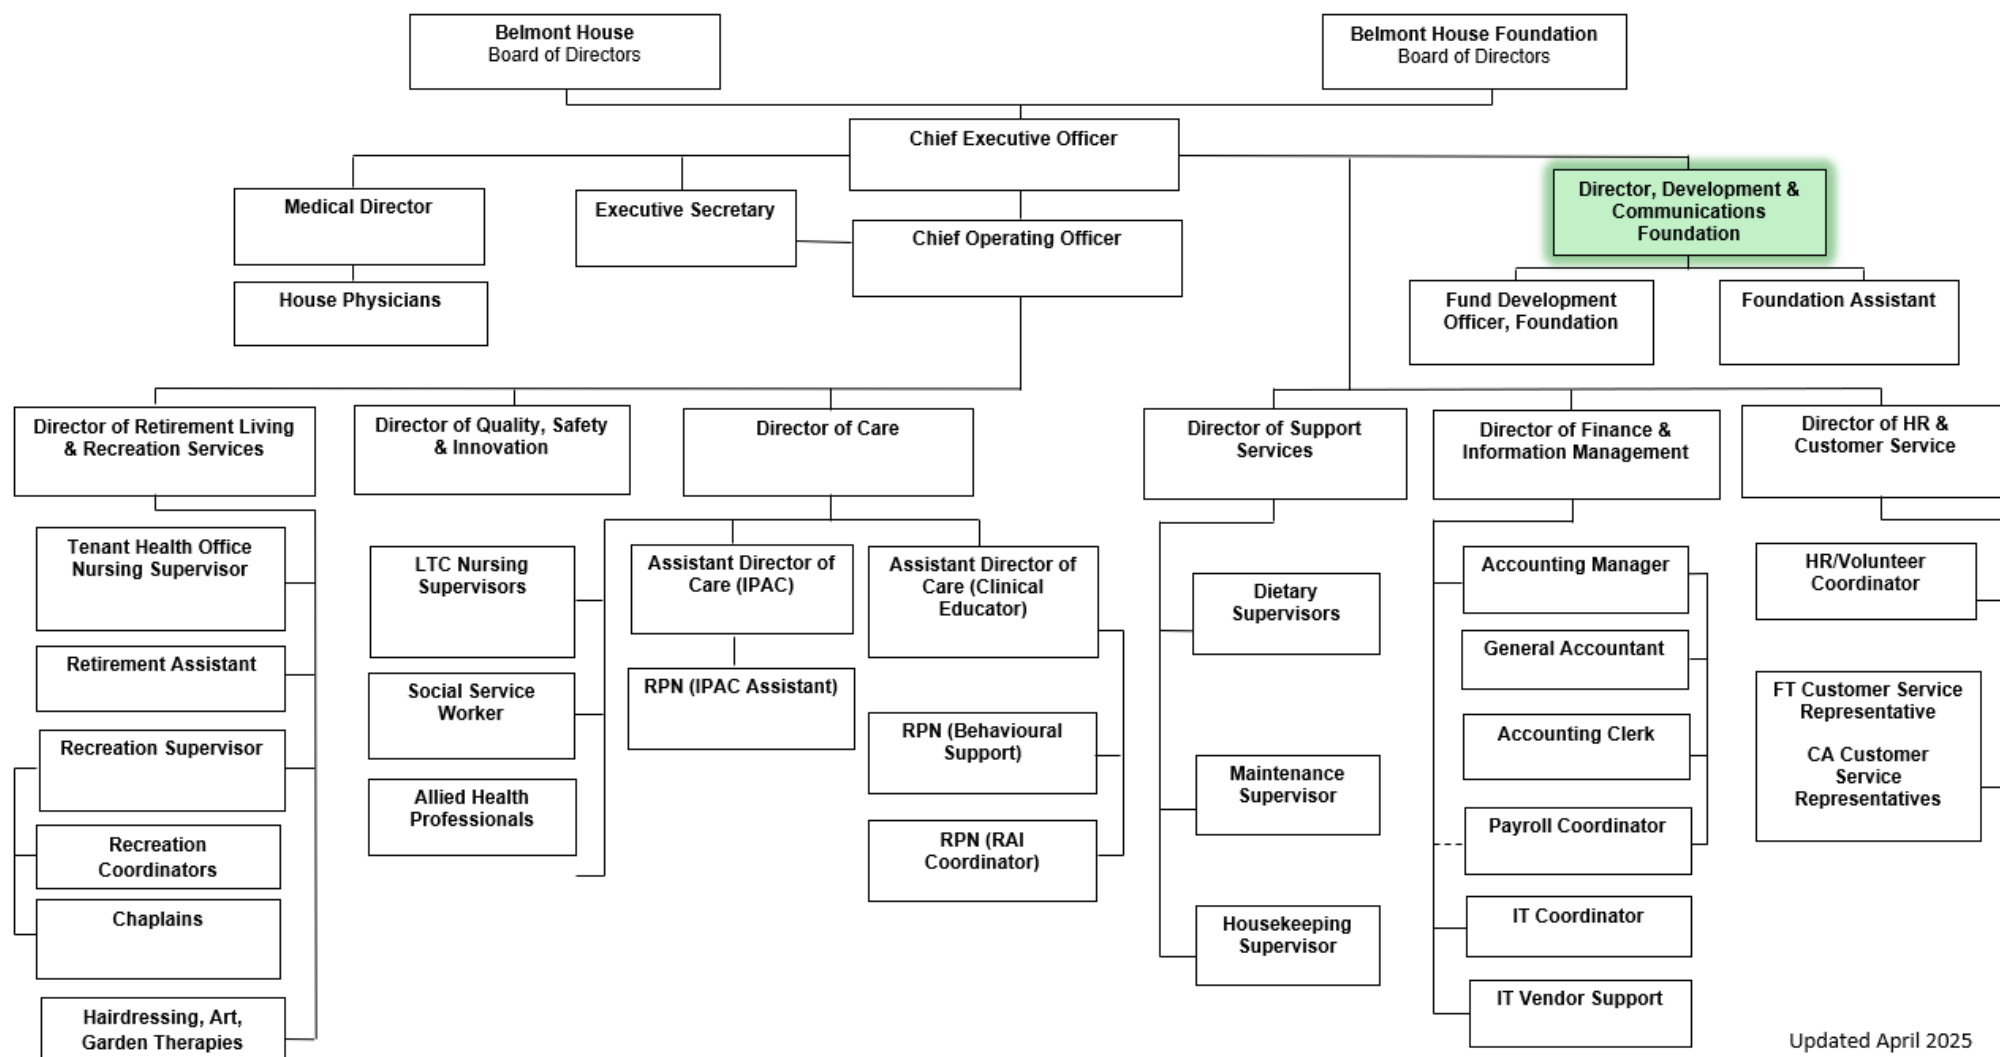 Belmont House
Board of Directors
Belmont House Foundation
Board of Directors
Chief Executive Officer
Medical Director
Executive Secretary
Chief Operating Officer
Director, Development &
Communications
Foundation
House Physicians
Fund Development
Officer, Foundation
Foundation Assistant
Director of Retirement Living
& Recreation Services
Director of Quality, Safety
& Innovation
Director of Care
Director of Support
Services
Director of Finance &
Information Management
Director of HR &
Customer Service
Tenant Health Office
Nursing Supervisor
Retirement Assistant
Recreation Supervisor
Recreation
Coordinators
Chaplains
Hairdressing, Art,
Garden Therapies
LTC Nursing
Supervisors
Social Service
Worker
Allied Health
Professionals
Assistant Director of
Care (IPAC)
RPN (IPAC Assistant)
Assistant Director of
Care (Clinical
Educator)
RPN (Behavioural
Support)
RPN (RAI
Coordinator)
Dietary
Supervisors
Maintenance
Supervisor
Housekeeping
Supervisor
Accounting Manager
General Accountant
Accounting Clerk
Payroll Coordinator
IT Coordinator
IT Vendor Support
HR/Volunteer
Coordinator
FT Customer Service
Representative
CA Customer
Service
Representatives
Updated April 2025